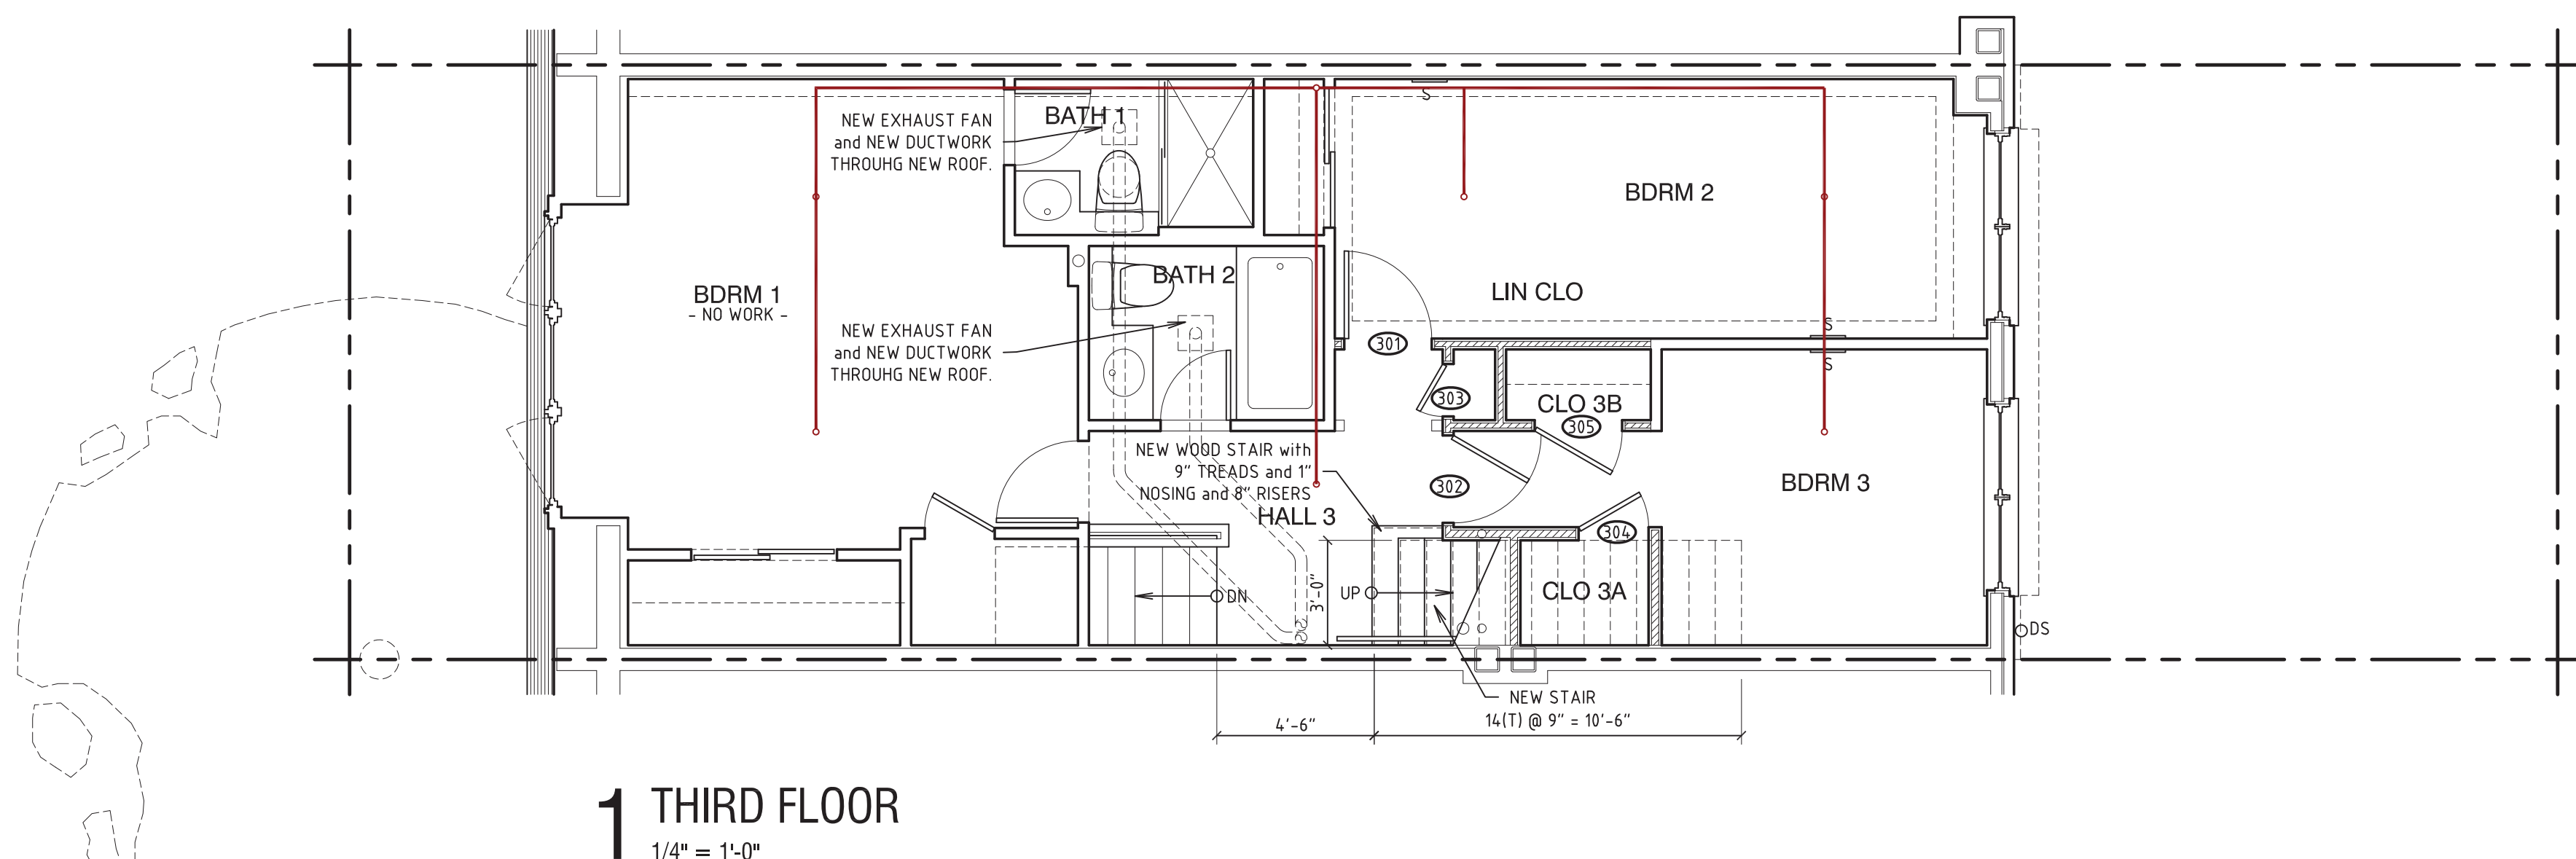 BATH 1
NEW EXHAUST FAN
and NEW DUCTWORK
THROUHG NEW ROOF.
S
BDRM 2
BATH 2
LIN CLO
BDRM 1
- NO WORK -
NEW EXHAUST FAN
and NEW DUCTWORK
THROUHG NEW ROOF.
301
S
S
303
CLO 3B
305
NEW WOOD STAIR with
9" TREADS and 1"
NOSING and 8" RISERS
302
BDRM 3
HALL 3
304
3'-0"
DN
UP
CLO 3A
DS
NEW STAIR
14(T) @ 9" = 10'-6"
4'-6"
1 THIRD FLOOR
1/4" = 1'-0"